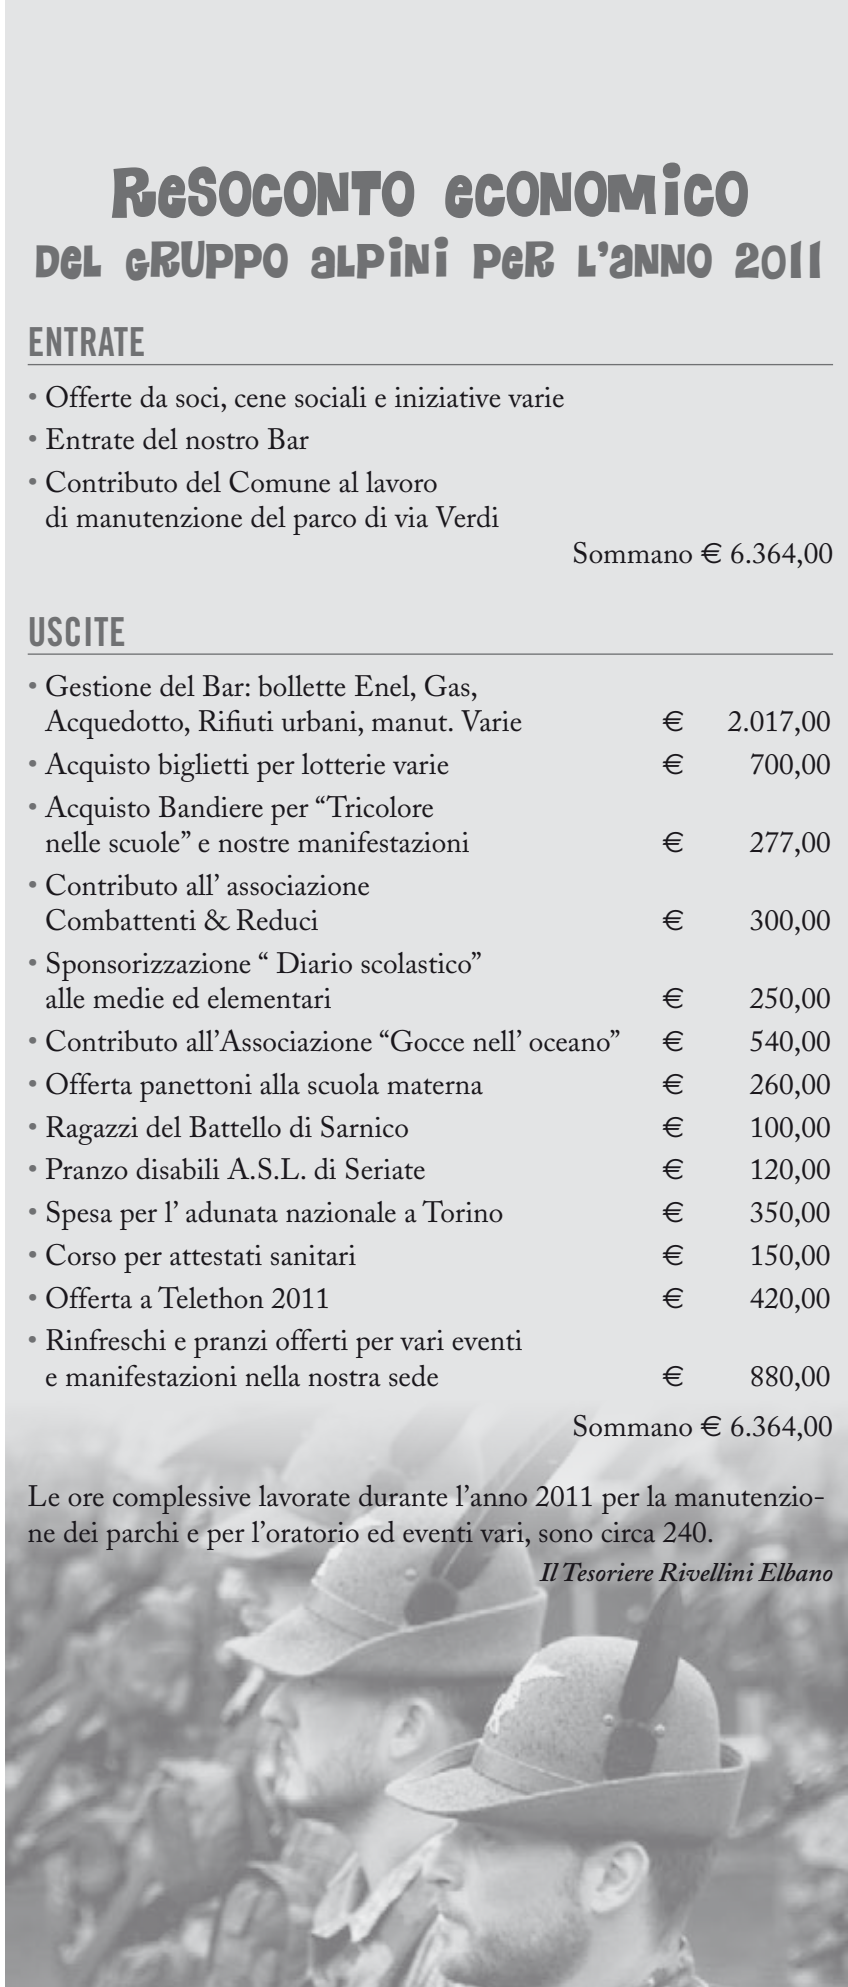 Resoconto economico
del gruppo alpini per l'anno 2011
ENTRATE
• Offerte da soci, cene sociali e iniziative varie
• Entrate del nostro Bar
• Contributo del Comune al lavoro
di manutenzione del parco di via Verdi
Sommano € 6.364,00
USCITE
• Gestione del Bar: bollette Enel, Gas,
Acquedotto, Rifiuti urbani, manut. Varie € 2.017,00
• Acquisto biglietti per lotterie varie € 700,00
• Acquisto Bandiere per “Tricolore
nelle scuole” e nostre manifestazioni € 277,00
• Contributo all’ associazione
Combattenti & Reduci € 300,00
• Sponsorizzazione “ Diario scolastico”
alle medie ed elementari € 250,00
• Contributo all’Associazione “Gocce nell’ oceano” € 540,00
• Offerta panettoni alla scuola materna € 260,00
• Ragazzi del Battello di Sarnico € 100,00
• Pranzo disabili A.S.L. di Seriate € 120,00
• Spesa per l’ adunata nazionale a Torino € 350,00
• Corso per attestati sanitari € 150,00
• Offerta a Telethon 2011 € 420,00
• Rinfreschi e pranzi offerti per vari eventi
e manifestazioni nella nostra sede € 880,00
Sommano € 6.364,00
Le ore complessive lavorate durante l’anno 2011 per la manutenzio-
ne dei parchi e per l’oratorio ed eventi vari, sono circa 240.
Il Tesoriere Rivellini Elbano